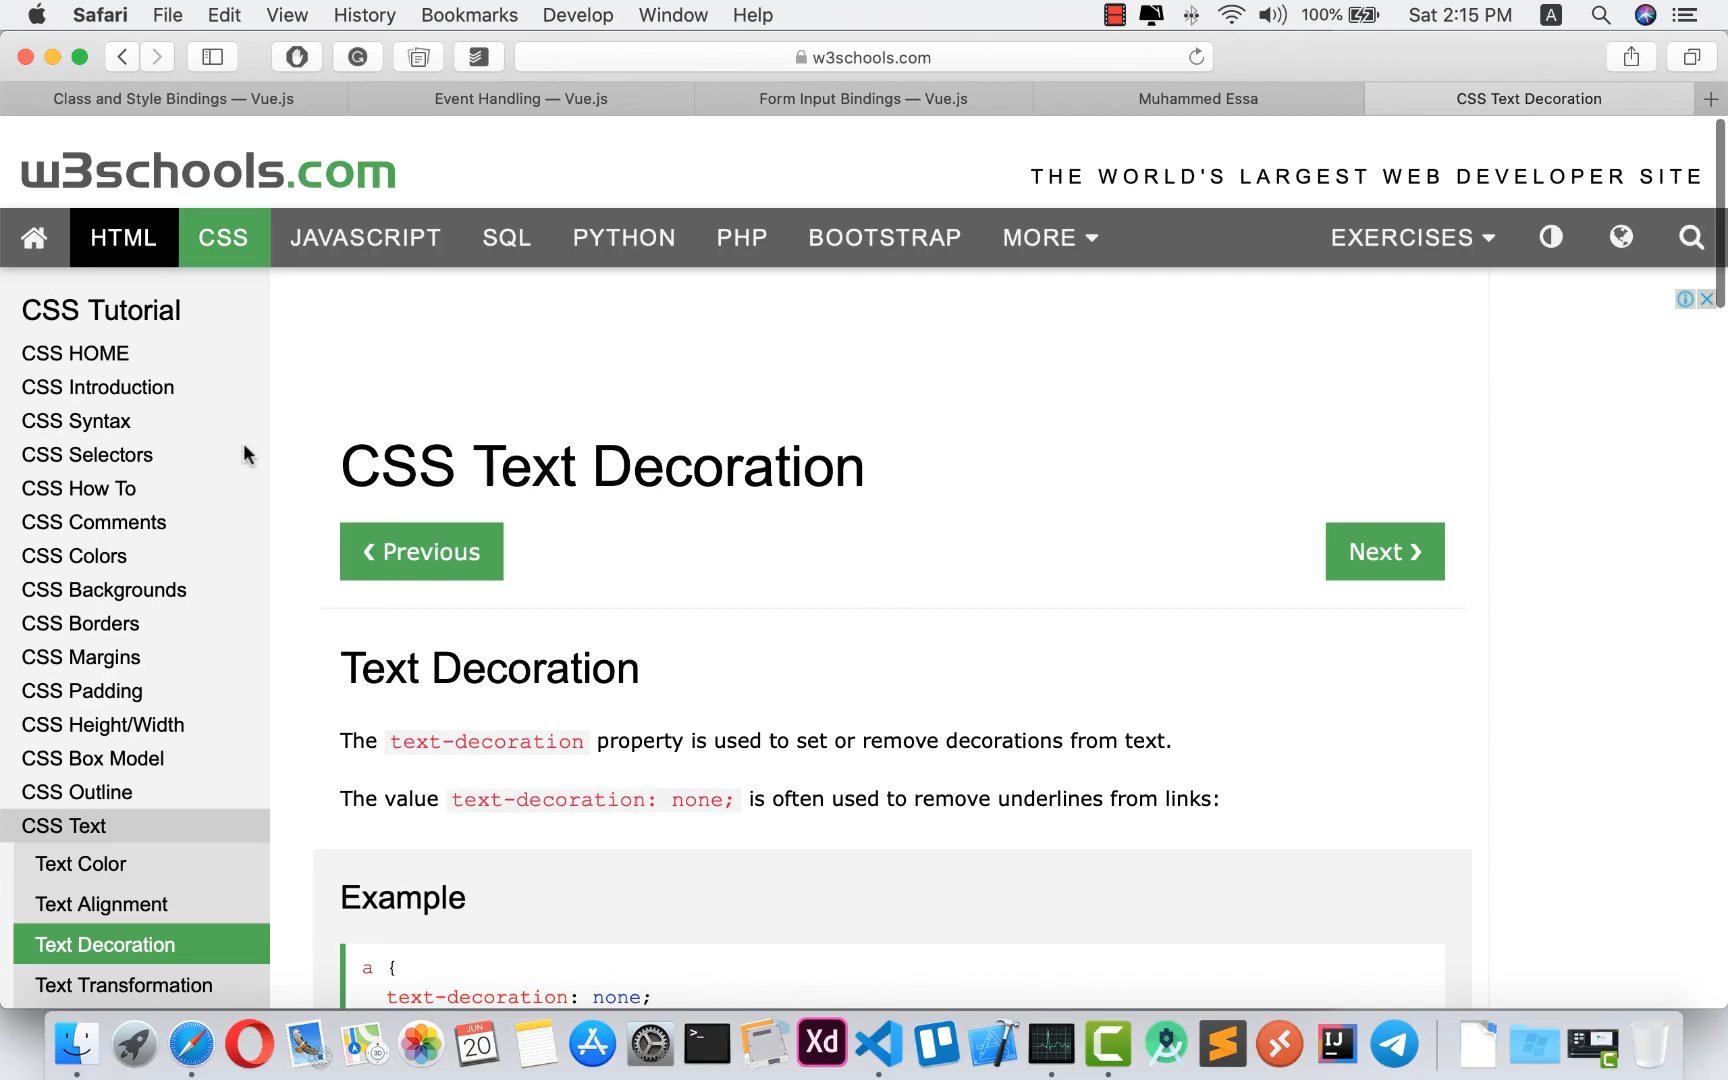 Safari File Edit View History Bookmarks Develop Window Help 100% Sat 2:15 PM A
w3schools.com
Class and Style Bindings — Vue.js Event Handling — Vue.js Form Input Bindings — Vue.js Muhammed Essa CSS Text Decoration
w3schools.com
THE WORLD'S LARGEST WEB DEVELOPER SITE
HTML CSS JAVASCRIPT SQL PYTHON PHP BOOTSTRAP MORE EXERCISES
CSS Tutorial
CSS HOME
CSS Introduction
CSS Syntax
CSS Selectors
CSS How To
CSS Comments
CSS Colors
CSS Backgrounds
CSS Borders
CSS Margins
CSS Padding
CSS Height/Width
CSS Box Model
CSS Outline
CSS Text
Text Color
Text Alignment
Text Decoration
Text Transformation
CSS Text Decoration
❮ Previous
Next ❯
Text Decoration
The text-decoration property is used to set or remove decorations from text.
The value text-decoration: none; is often used to remove underlines from links:
Example
a {
text-decoration: none;
JUN
20
3D
>_
Xd
IJ